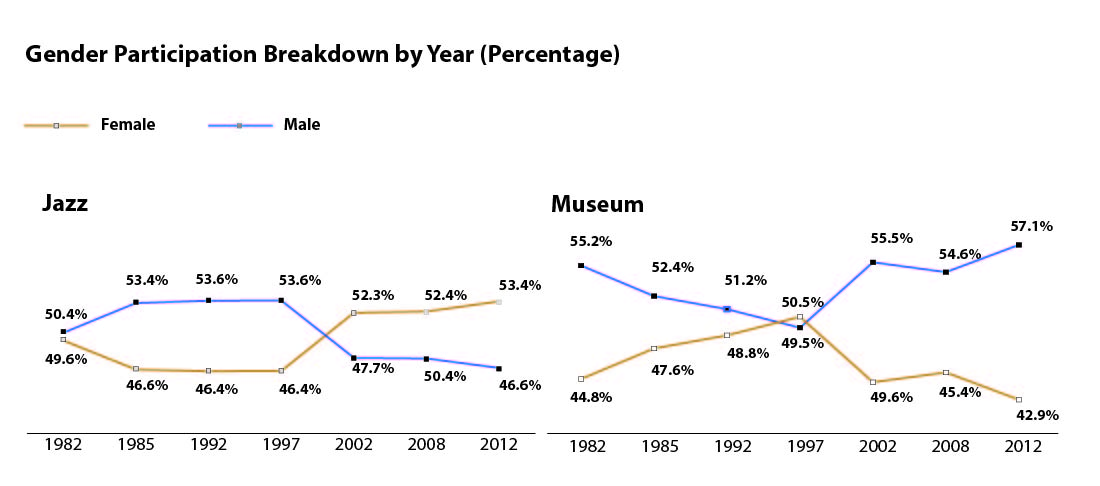 Gender Participation Breakdown by Year (Percentage)
Female Male
Jazz
50.4% 53.4% 53.6% 53.6% 52.3% 52.4% 53.4%
49.6% 46.6% 46.4% 46.4% 47.7% 50.4% 46.6%
1982 1985 1992 1997 2002 2008 2012
Museum
55.2% 52.4% 51.2% 50.5% 55.5% 54.6% 57.1%
44.8% 47.6% 48.8% 49.5% 49.6% 45.4% 42.9%
1982 1985 1992 1997 2002 2008 2012